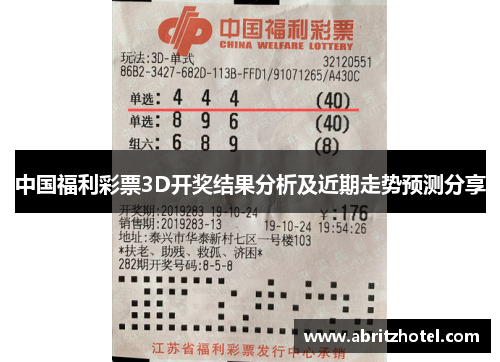 中国福利彩票
CHINA WELFARE LOTTERY
玩法:3D-单式
32120551
86B2-3427-682D-113B-FFD1/91071265/A430C
单选: 4 4 4 (40)
单选: 8 9 6 (40)
组六: 6 8 9 (8)
中国福利彩票3D开奖结果分析及近期走势预测分享
开奖期:2019283 19-10-24 ¥:176
销售期:2019283-13 19-10-24 19:54:26
地址:泰兴市华泰新村七区一号楼103
*扶老、助残、救孤、济困*
282期开奖号码:8-5-8
www.abritzhotel.com
江苏省福利彩票发行中心承销